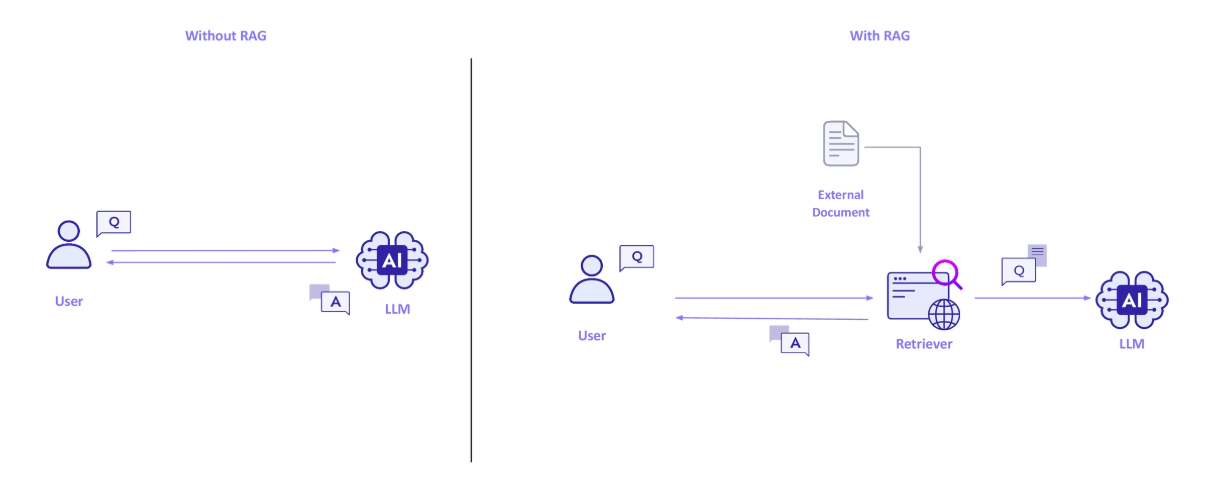 Without RAG
With RAG
Q
AI
A
User
LLM
External
Document
Q
Q
AI
A
User
Retriever
LLM